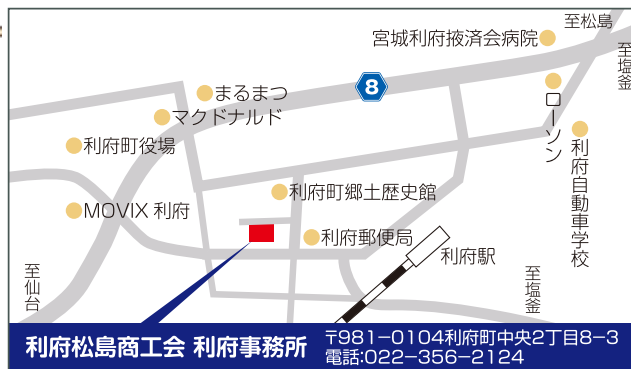 至松島
宮城利府掖済会病院
至塩釜
8
まるまつ
ローソン
マクドナルド
利府町役場
利府自動車学校
利府町郷土歴史館
MOVIX 利府
利府郵便局
利府駅
至仙台
至塩釜
利府松島商工会 利府事務所
〒981-0104利府町中央2丁目8-3
電話:022-356-2124